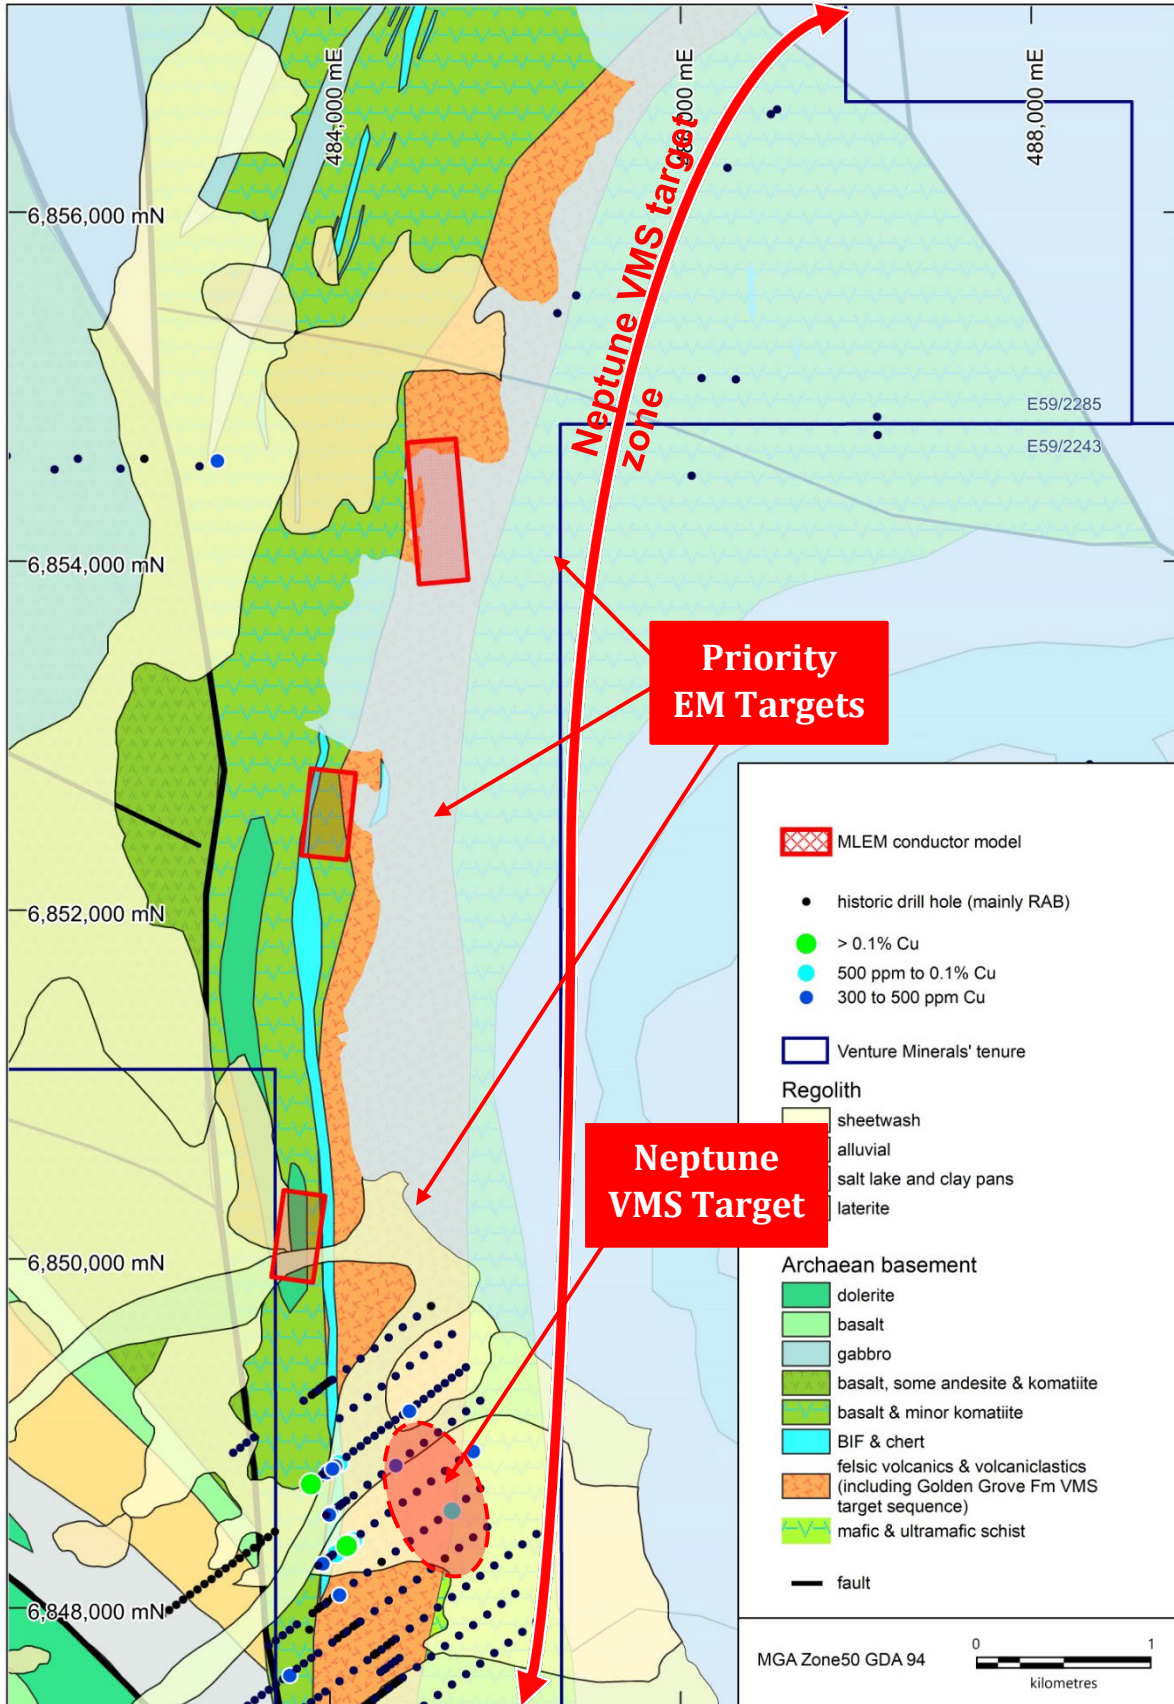 484,000 mE
488,000 mE
6,856,000 mN
Neptune VMS target
zone
E59/2285
E59/2243
6,854,000 mN
Priority
EM Targets
MLEM conductor model
historic drill hole (mainly RAB)
6,852,000 mN
> 0.1% Cu
500 ppm to 0.1% Cu
300 to 500 ppm Cu
Venture Minerals' tenure
Regolith
sheetwash
alluvial
salt lake and clay pans
laterite
Neptune
VMS Target
6,850,000 mN
Archaean basement
dolerite
basalt
gabbro
basalt, some andesite & komatiite
basalt & minor komatiite
BIF & chert
felsic volcanics & volcaniclastics
(including Golden Grove Fm VMS
target sequence)
mafic & ultramafic schist
fault
6,848,000 mN
MGA Zone50 GDA 94
0 1
kilometres